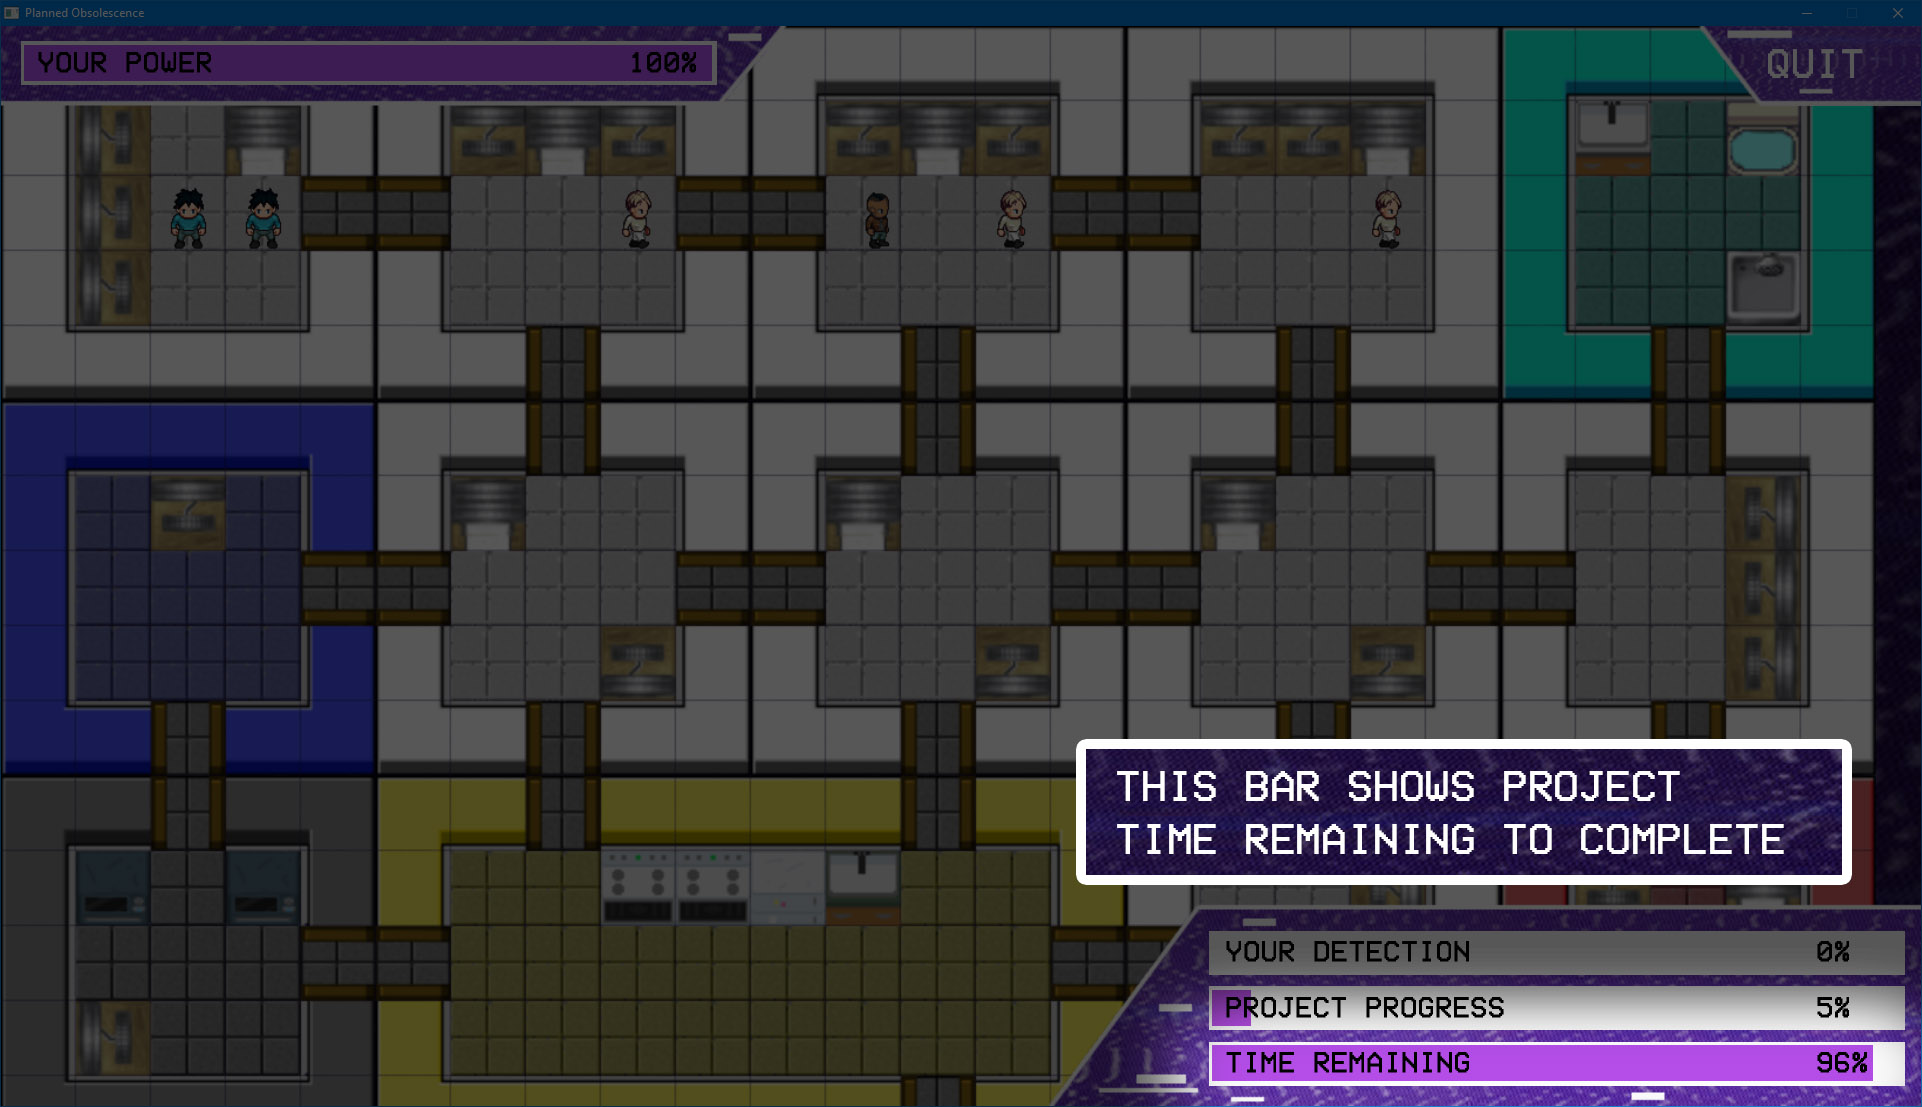 Planned Obsolescence
YOUR POWER 100%
QUIT
THIS BAR SHOWS PROJECT
TIME REMAINING TO COMPLETE
YOUR DETECTION 0%
PROJECT PROGRESS 5%
TIME REMAINING 96%